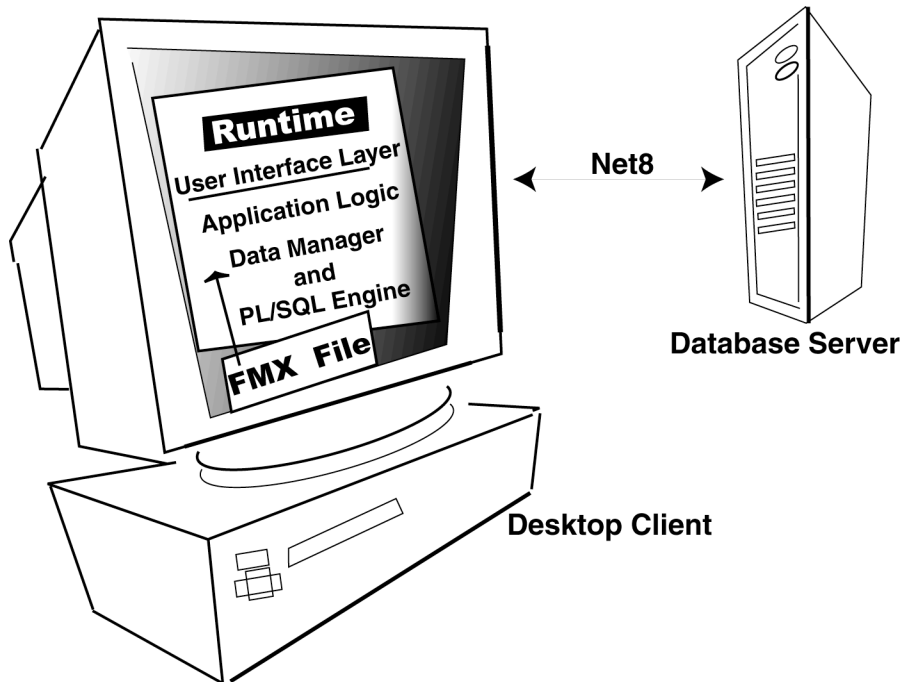 Runtime
User Interface Layer
Application Logic
Data Manager
and
PL/SQL Engine
FMX File
Net8
Database Server
Desktop Client